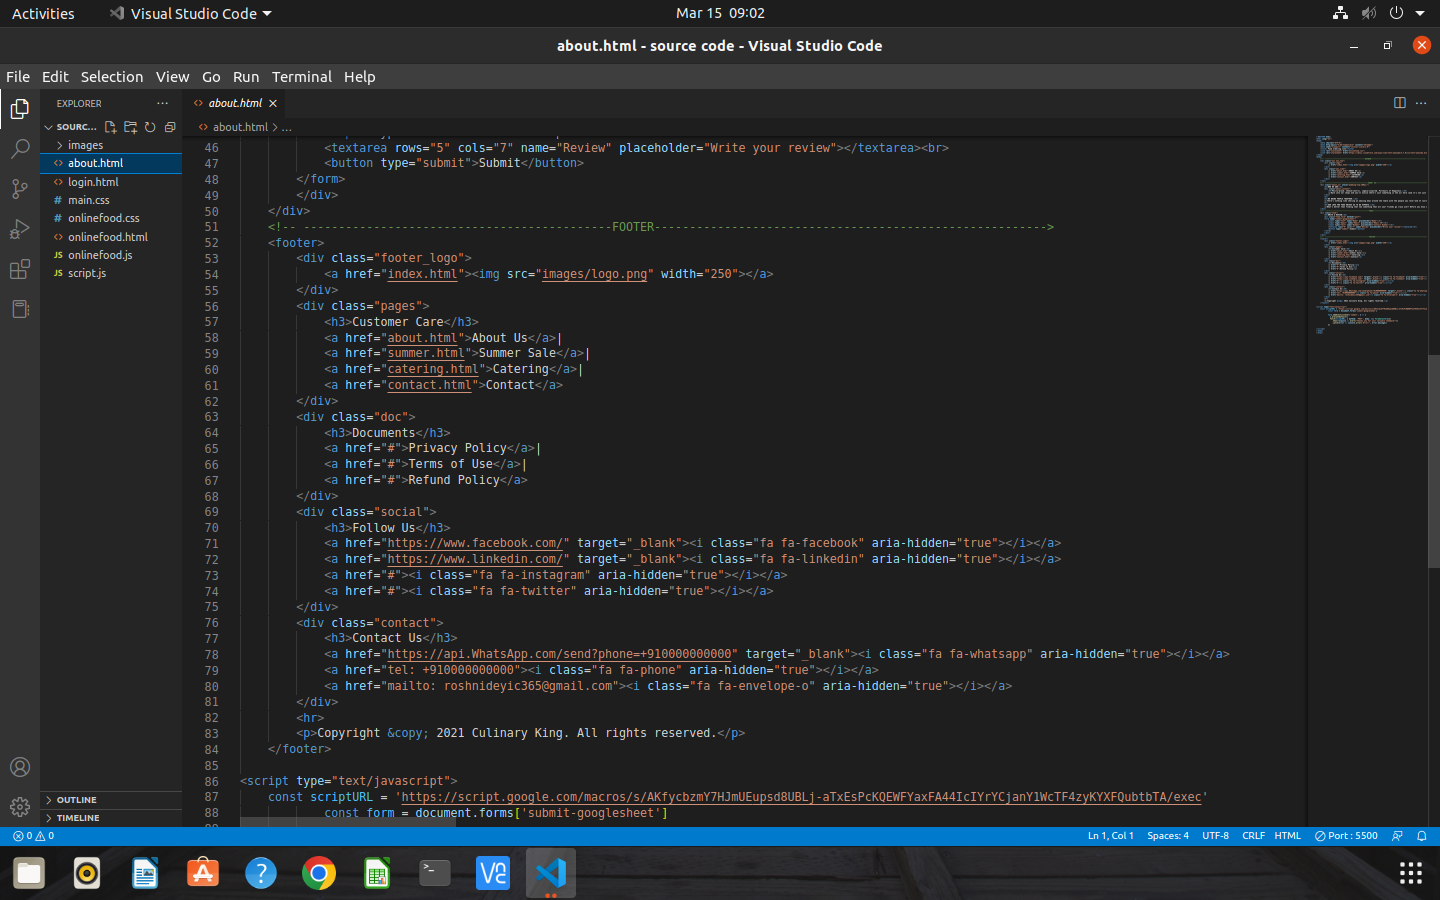 Activities
Visual Studio Code
Mar 15 09:02
about.html - source code - Visual Studio Code
File Edit Selection View Go Run Terminal Help
EXPLORER
SOURC...
images
about.html
login.html
main.css
onlinefood.css
onlinefood.html
onlinefood.js
script.js
OUTLINE
TIMELINE
about.html
about.html > ...
46 <textarea rows="5" cols="7" name="Review" placeholder="Write your review"></textarea><br>
47 <button type="submit">Submit</button>
48 </form>
49 </div>
50 </div>
51 <!-- --------------------------------------------FOOTER-------------------------------------------------------->
52 <footer>
53 <div class="footer_logo">
54 <a href="index.html"><img src="images/logo.png" width="250"></a>
55 </div>
56 <div class="pages">
57 <h3>Customer Care</h3>
58 <a href="about.html">About Us</a>|
59 <a href="summer.html">Summer Sale</a>|
60 <a href="catering.html">Catering</a>|
61 <a href="contact.html">Contact</a>
62 </div>
63 <div class="doc">
64 <h3>Documents</h3>
65 <a href="#">Privacy Policy</a>|
66 <a href="#">Terms of Use</a>|
67 <a href="#">Refund Policy</a>
68 </div>
69 <div class="social">
70 <h3>Follow Us</h3>
71 <a href="https://www.facebook.com/" target="_blank"><i class="fa fa-facebook" aria-hidden="true"></i></a>
72 <a href="https://www.linkedin.com/" target="_blank"><i class="fa fa-linkedin" aria-hidden="true"></i></a>
73 <a href="#"><i class="fa fa-instagram" aria-hidden="true"></i></a>
74 <a href="#"><i class="fa fa-twitter" aria-hidden="true"></i></a>
75 </div>
76 <div class="contact">
77 <h3>Contact Us</h3>
78 <a href="https://api.WhatsApp.com/send?phone=+910000000000" target="_blank"><i class="fa fa-whatsapp" aria-hidden="true"></i></a>
79 <a href="tel: +910000000000"><i class="fa fa-phone" aria-hidden="true"></i></a>
80 <a href="mailto: roshnideyic365@gmail.com"><i class="fa fa-envelope-o" aria-hidden="true"></i></a>
81 </div>
82 <hr>
83 <p>Copyright &copy; 2021 Culinary King. All rights reserved.</p>
84 </footer>
85
86 <script type="text/javascript">
87 const scriptURL = 'https://script.google.com/macros/s/AKfycbzmY7HJmUEupsd8UBLj-aTxEsPcKQEWFYaxFA44IcIYrYCjanY1WcTF4zyKYXFQubtbTA/exec'
88 const form = document.forms['submit-googlesheet']
0 0
Ln 1, Col 1 Spaces: 4 UTF-8 CRLF HTML Port : 5500